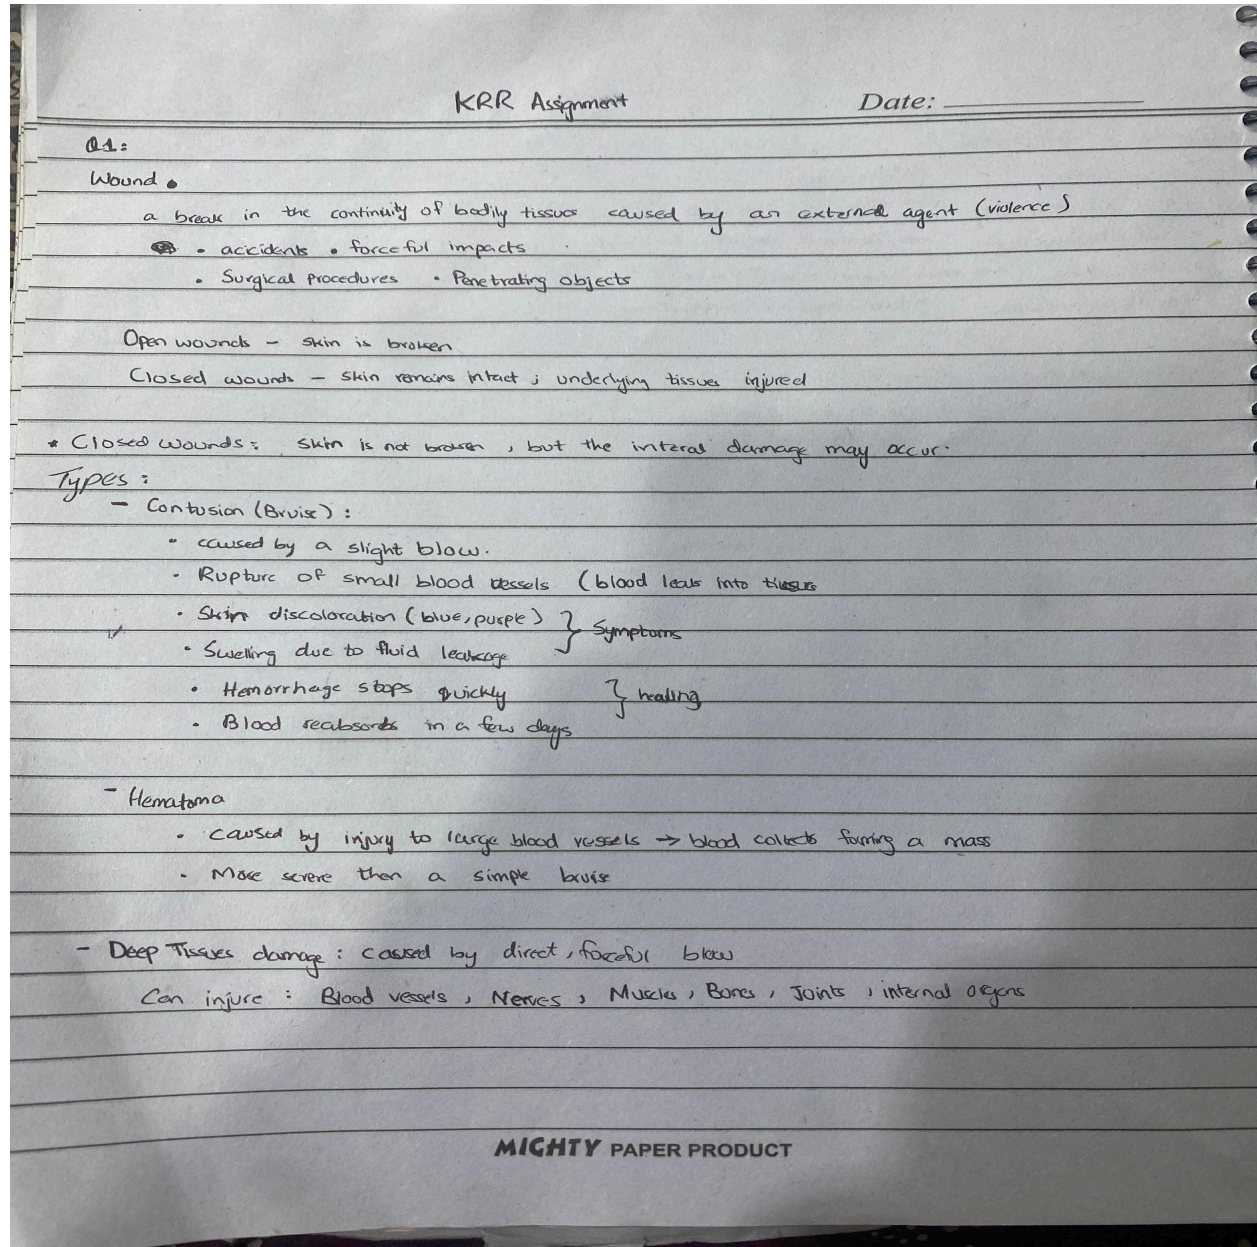 KRR Assignment Date:
Q1:
Wound •
a break in the continuity of bodily tissues caused by an external agent (violence)
• accidents • forceful impacts
• Surgical Procedures • Penetrating objects
Open wounds - skin is broken
Closed wounds - Skin remains intact ; underlying tissues injured
* Closed wounds: Skin is not broken , but the interal dammage may occur.
Types :
- Contusion (Bruise) :
• caused by a slight blow.
• Rupture of small blood vessels (blood leaks into tissue
• Skin discoloration (blue, purple) } Symptoms
• Swelling due to fluid leakage
• Hemorrhage stops quickly } healing
• Blood reabsorbs in a few days
- Hematoma
• Caused by injury to large blood vessels → blood collects forming a mass
• More severe then a simple bruise
- Deep Tissues damage : caused by direct, forceful blow
Can injure : Blood vessels , Nerves , Muscles , Bones , Joints , internal organs
MIGHTY PAPER PRODUCT